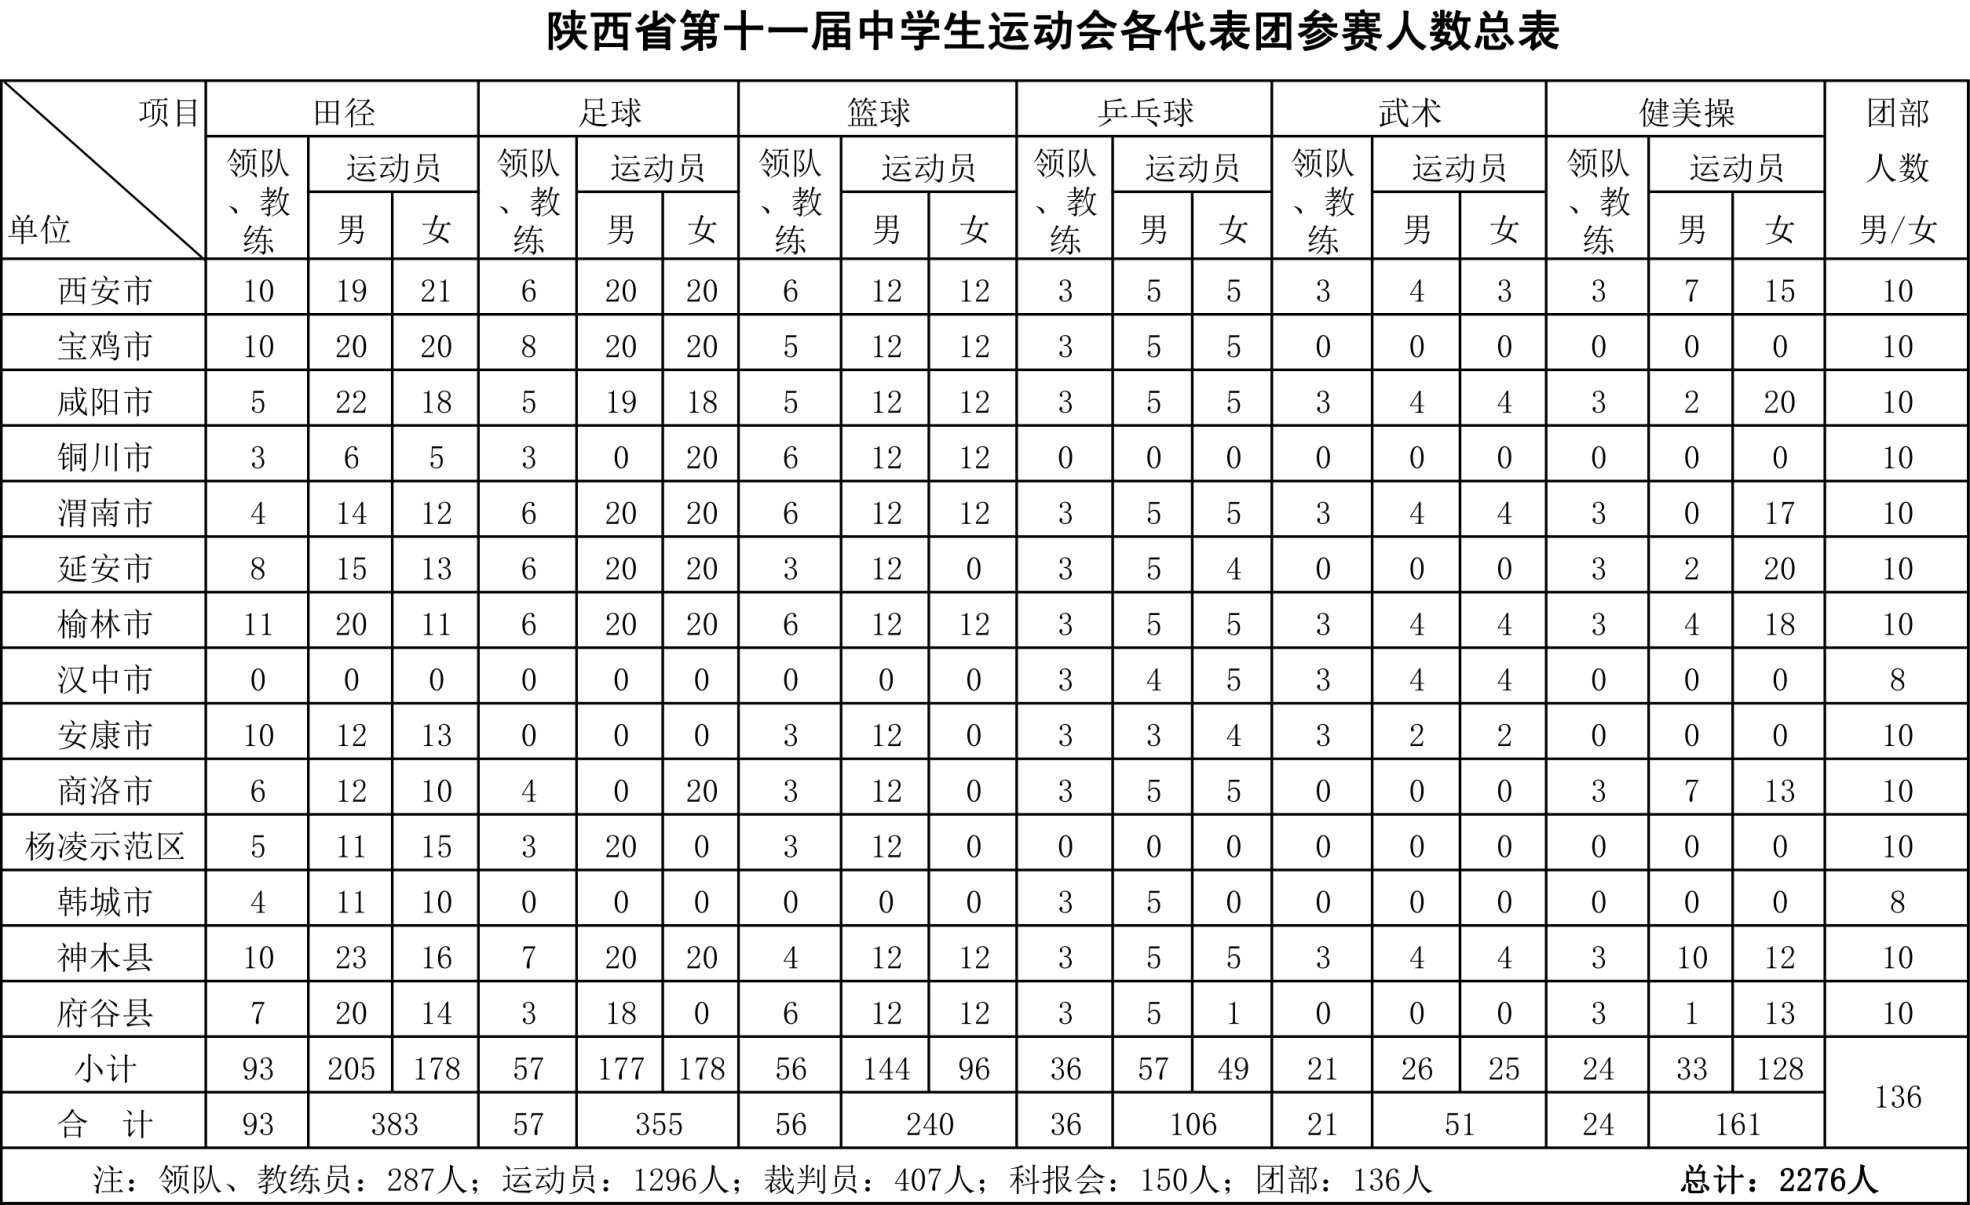 陕西省第十一届中学生运动会各代表团参赛人数总表
项目 田径 足球 篮球 乒乓球 武术 健美操 团部人数男/女
单位 领队、教练 运动员 领队、教练 运动员 领队、教练 运动员 领队、教练 运动员 领队、教练 运动员 领队、教练 运动员
男 女 男 女 男 女 男 女 男 女 男 女
西安市 10 19 21 6 20 20 6 12 12 3 5 5 3 4 3 3 7 15 10
宝鸡市 10 20 20 8 20 20 5 12 12 3 5 5 0 0 0 0 0 0 10
咸阳市 5 22 18 5 19 18 5 12 12 3 5 5 3 4 4 3 2 20 10
铜川市 3 6 5 3 0 20 6 12 12 0 0 0 0 0 0 0 0 0 10
渭南市 4 14 12 6 20 20 6 12 12 3 5 5 3 4 4 3 0 17 10
延安市 8 15 13 6 20 20 3 12 0 3 5 4 0 0 0 3 2 20 10
榆林市 11 20 11 6 20 20 6 12 12 3 5 5 3 4 4 3 4 18 10
汉中市 0 0 0 0 0 0 0 0 0 3 4 5 3 4 4 0 0 0 8
安康市 10 12 13 0 0 0 3 12 0 3 3 4 3 2 2 0 0 0 10
商洛市 6 12 10 4 0 20 3 12 0 3 5 5 0 0 0 3 7 13 10
杨凌示范区 5 11 15 3 20 0 3 12 0 0 0 0 0 0 0 0 0 0 10
韩城市 4 11 10 0 0 0 0 0 0 3 5 0 0 0 0 0 0 0 8
神木县 10 23 16 7 20 20 4 12 12 3 5 5 3 4 4 3 10 12 10
府谷县 7 20 14 3 18 0 6 12 12 3 5 1 0 0 0 3 1 13 10
小计 93 205 178 57 177 178 56 144 96 36 57 49 21 26 25 24 33 128 136
合 计 93 383 57 355 56 240 36 106 21 51 24 161
注：领队、教练员：287人；运动员：1296人；裁判员：407人；科报会：150人；团部：136人 总计：2276人